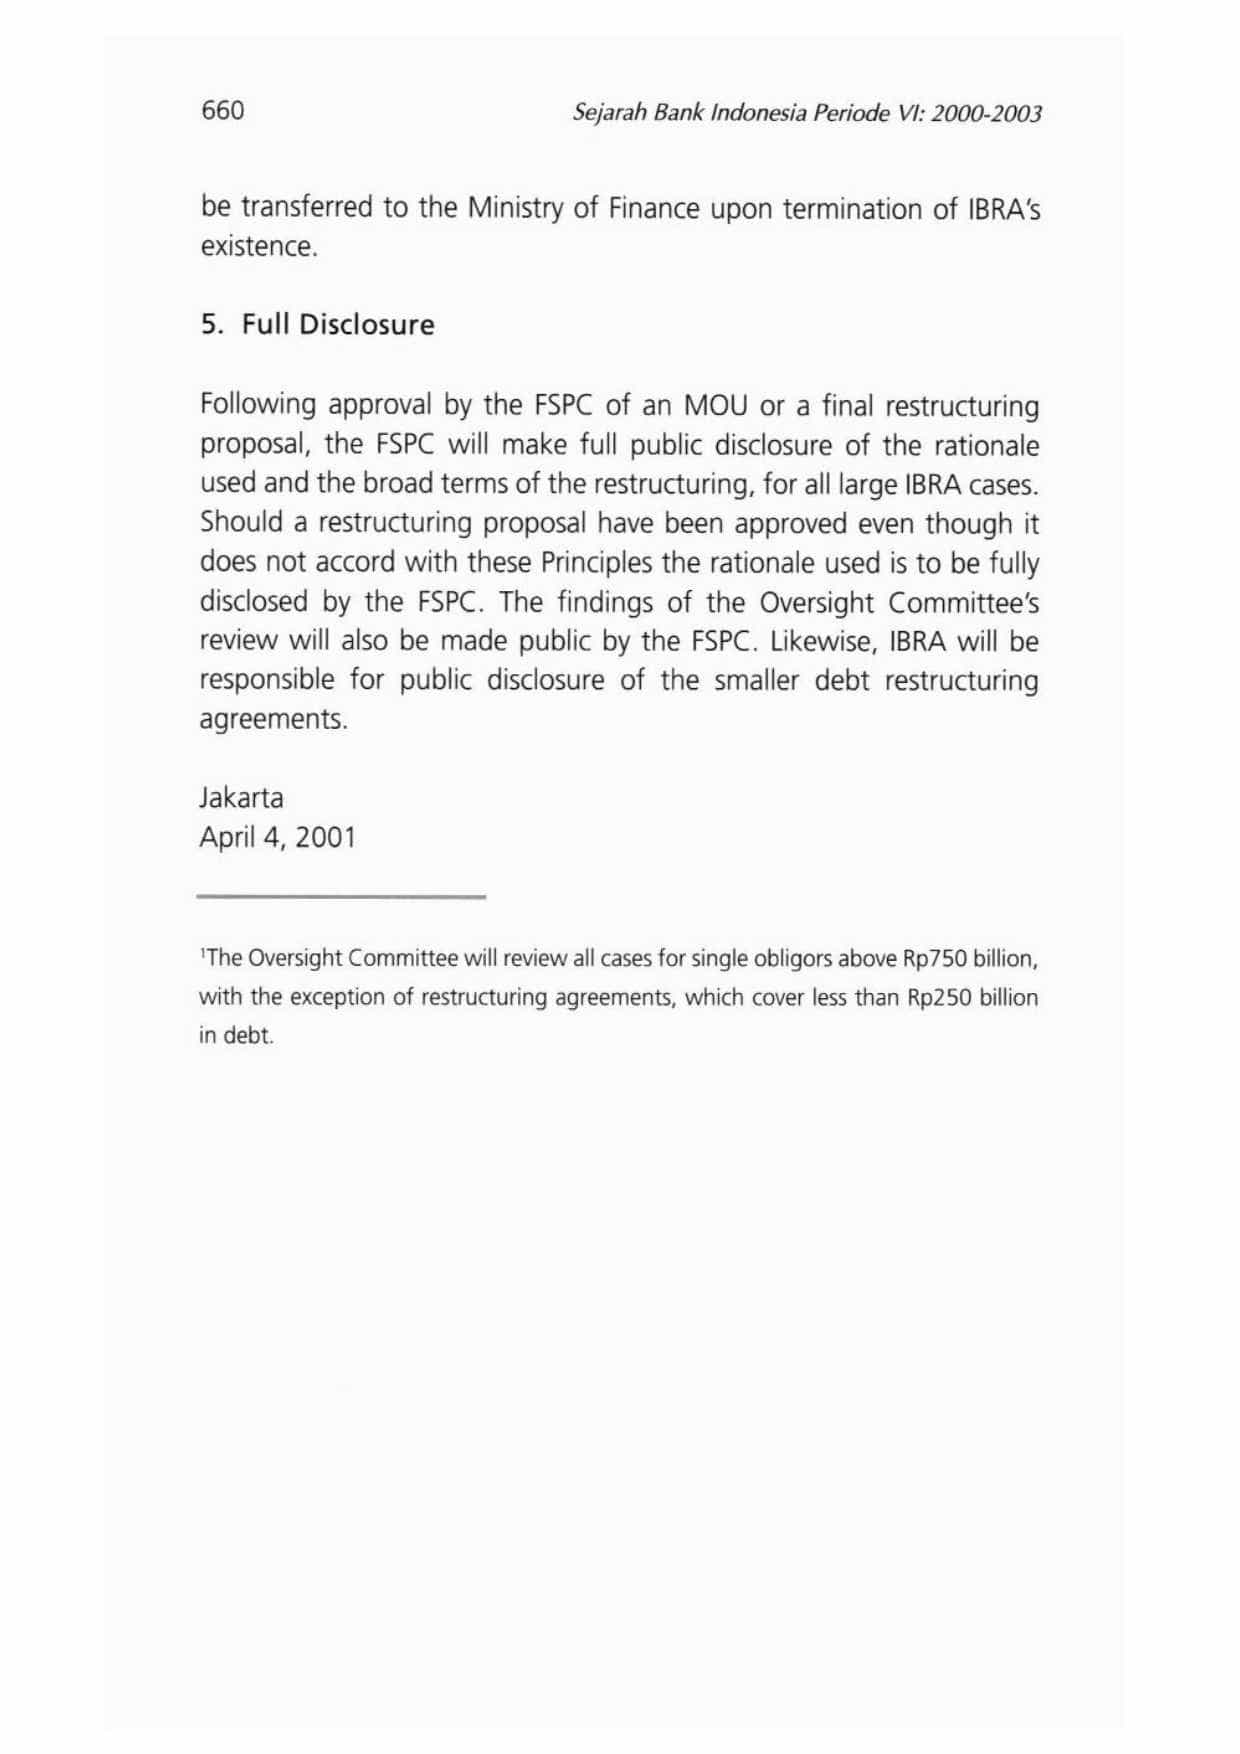 660
Sejarah Bank Indonesia Periode VI: 2000-2003
be transferred to the Ministry of Finance upon termination of IBRA's
existence.
5. Full Disclosure
Following approval by the FSPC of an MOU or a final restructuring
proposal, the FSPC will make full public disclosure of the rationale
used and the broad terms of the restructuring, for all large IBRA cases.
Should a restructuring proposal have been approved even though it
does not accord with these Principles the rationale used is to be fully
disclosed by the FSPC. The findings of the Oversight Committee's
review will also be made public by the FSPC. Likewise, IBRA will be
responsible for public disclosure of the smaller debt restructuring
agreements.
Jakarta
April 4, 2001
¹The Oversight Committee will review all cases for single obligors above Rp750 billion,
with the exception of restructuring agreements, which cover less than Rp250 billion
in debt.